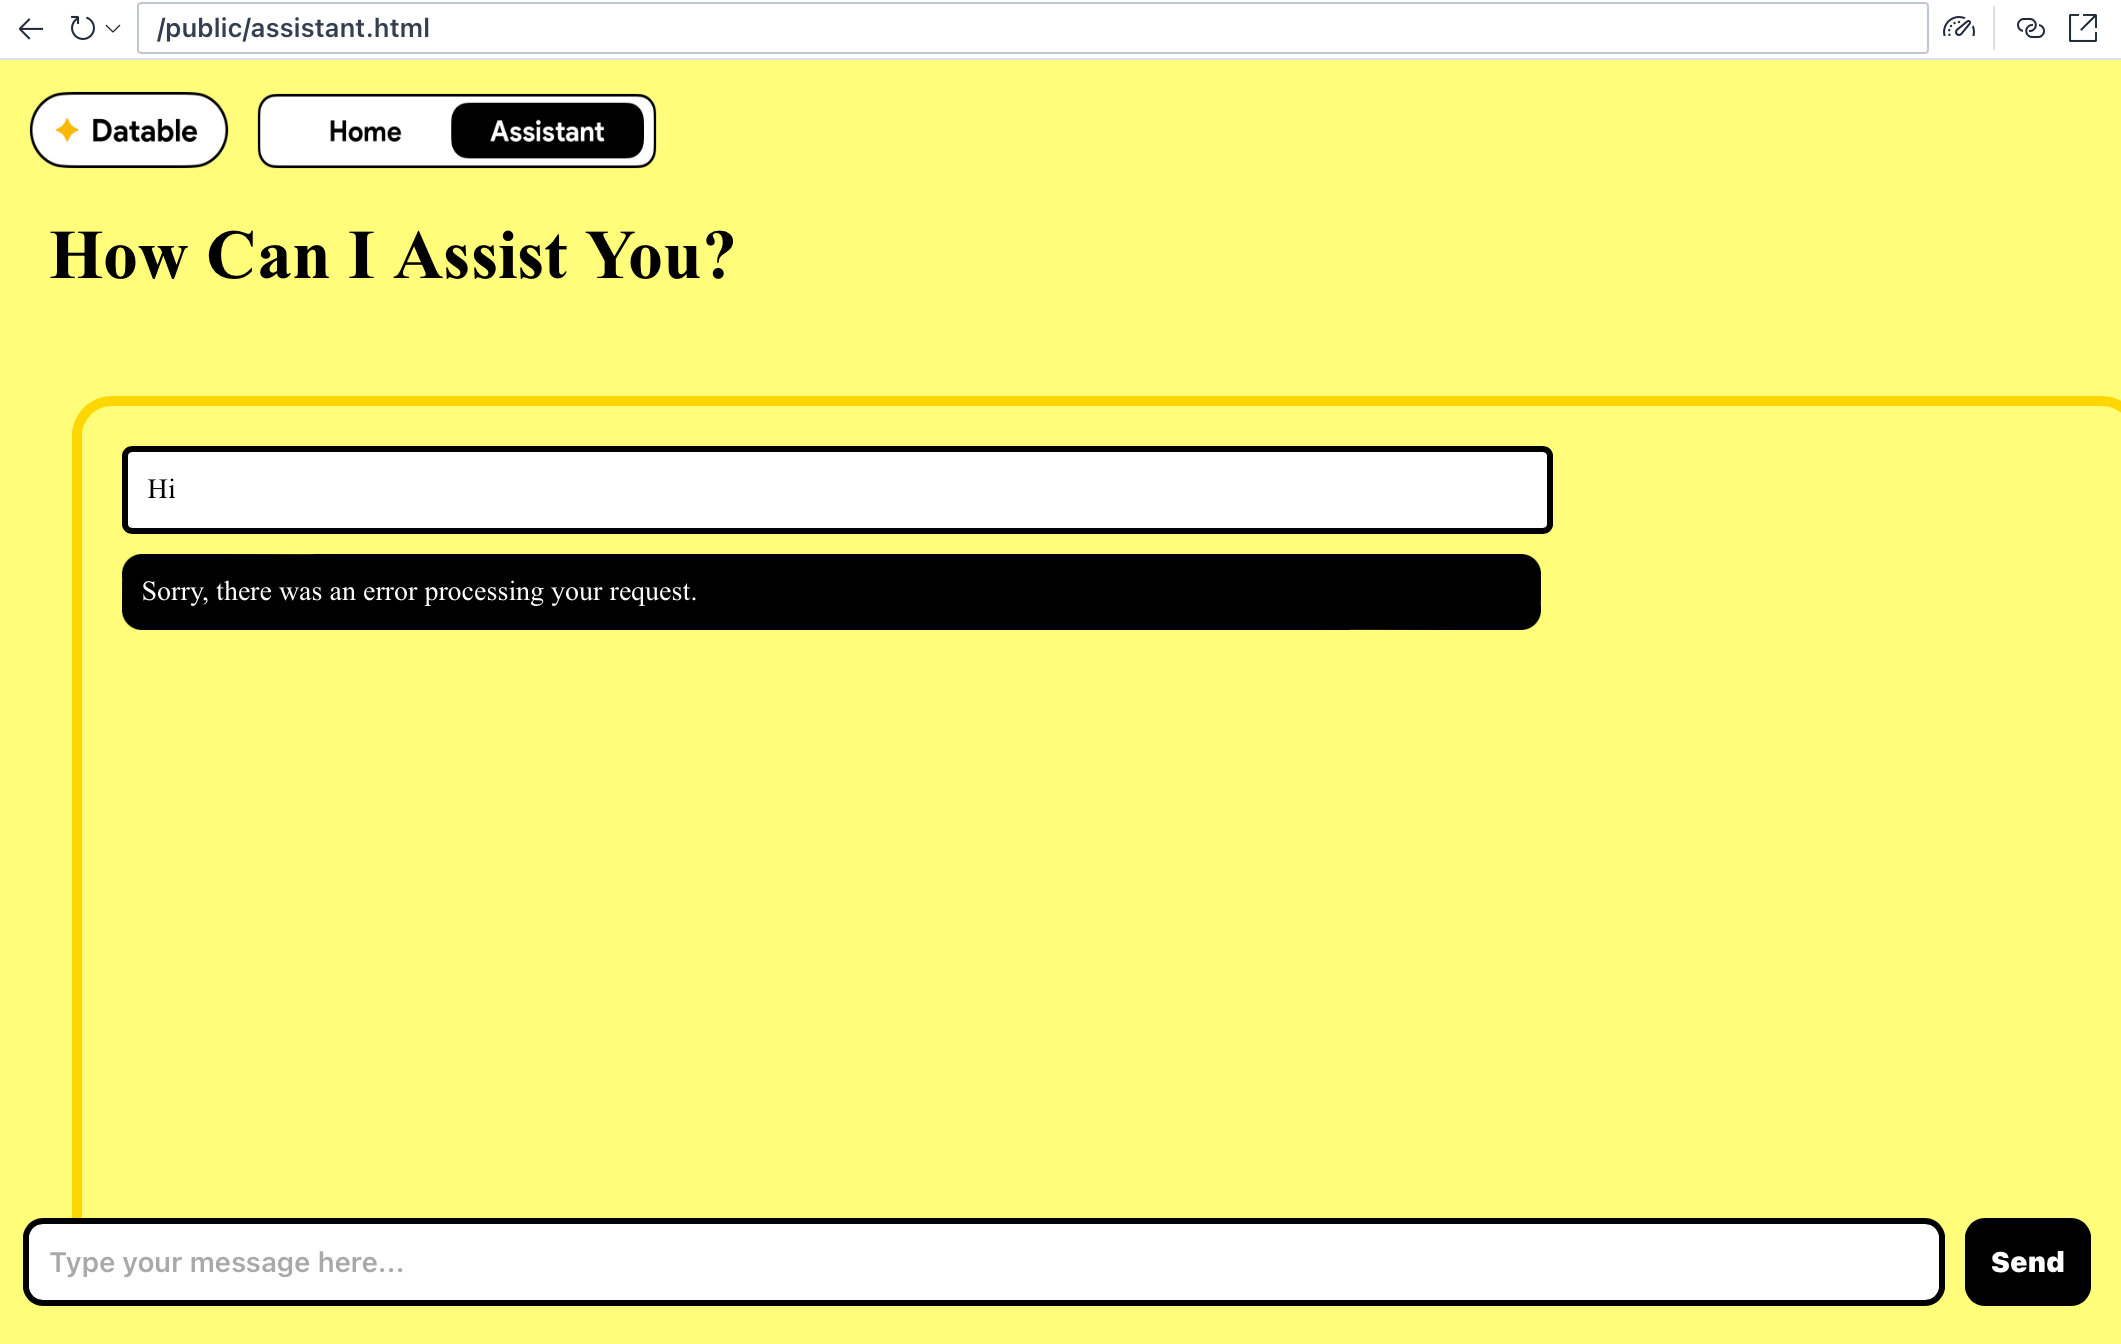 /public/assistant.html
Datable
Home
Assistant
How Can I Assist You?
Hi
Sorry, there was an error processing your request.
Type your message here...
Send